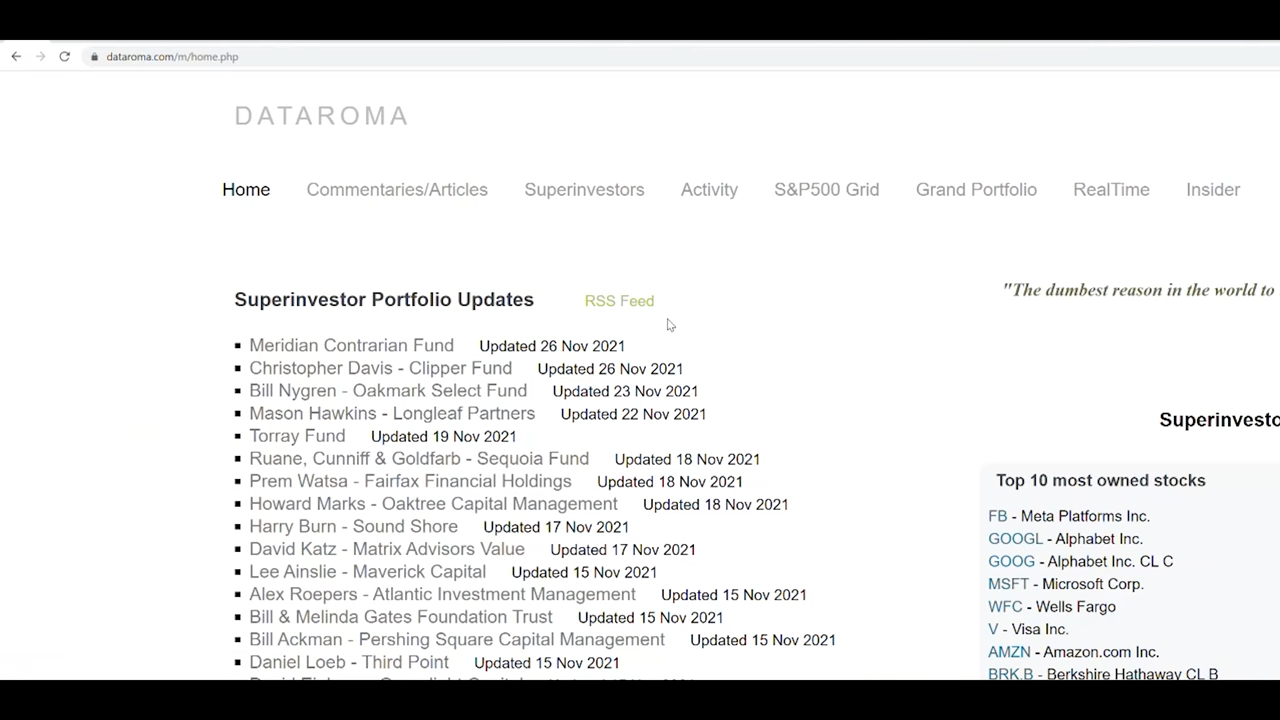 dataroma.com/m/home.php
DATAROMA
Home Commentaries/Articles Superinvestors Activity S&P500 Grid Grand Portfolio RealTime Insider
Superinvestor Portfolio Updates RSS Feed
Meridian Contrarian Fund Updated 26 Nov 2021
Christopher Davis - Clipper Fund Updated 26 Nov 2021
Bill Nygren - Oakmark Select Fund Updated 23 Nov 2021
Mason Hawkins - Longleaf Partners Updated 22 Nov 2021
Torray Fund Updated 19 Nov 2021
Ruane, Cunniff & Goldfarb - Sequoia Fund Updated 18 Nov 2021
Prem Watsa - Fairfax Financial Holdings Updated 18 Nov 2021
Howard Marks - Oaktree Capital Management Updated 18 Nov 2021
Harry Burn - Sound Shore Updated 17 Nov 2021
David Katz - Matrix Advisors Value Updated 17 Nov 2021
Lee Ainslie - Maverick Capital Updated 15 Nov 2021
Alex Roepers - Atlantic Investment Management Updated 15 Nov 2021
Bill & Melinda Gates Foundation Trust Updated 15 Nov 2021
Bill Ackman - Pershing Square Capital Management Updated 15 Nov 2021
Daniel Loeb - Third Point Updated 15 Nov 2021
"The dumbest reason in the world to
Superinvesto
Top 10 most owned stocks
FB - Meta Platforms Inc.
GOOGL - Alphabet Inc.
GOOG - Alphabet Inc. CL C
MSFT - Microsoft Corp.
WFC - Wells Fargo
V - Visa Inc.
AMZN - Amazon.com Inc.
BRK.B - Berkshire Hathaway CL B